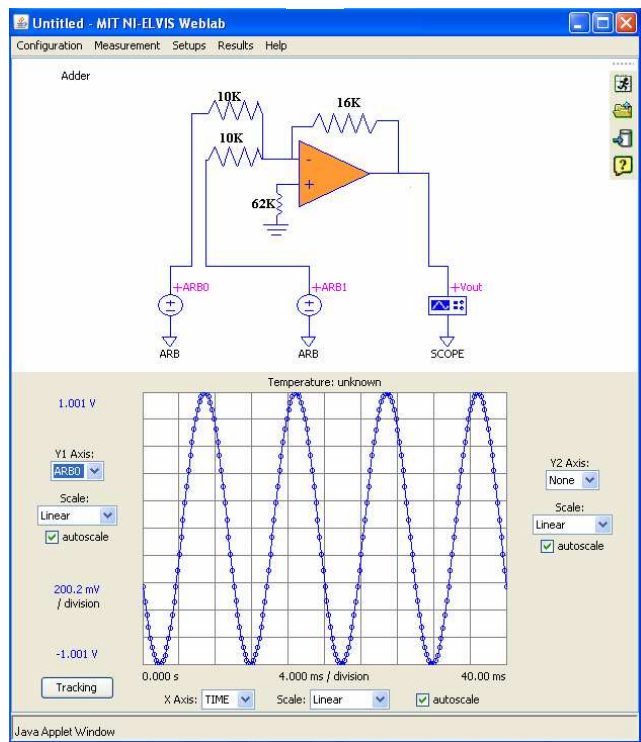 Untitled - MIT NI-ELVIS Weblab
Configuration Measurement Setups Results Help
Adder
10K
16K
10K
-
+
62K
+ARB0
+ARB1
+Vout
ARB
ARB
SCOPE
Temperature: unknown
1.001 V
Y1 Axis:
ARB0
Scale:
Linear
autoscale
200.2 mV
/ division
-1.001 V
Tracking
Y2 Axis:
None
Scale:
Linear
autoscale
0.000 s 4.000 ms / division 40.00 ms
X Axis: TIME Scale: Linear autoscale
Java Applet Window